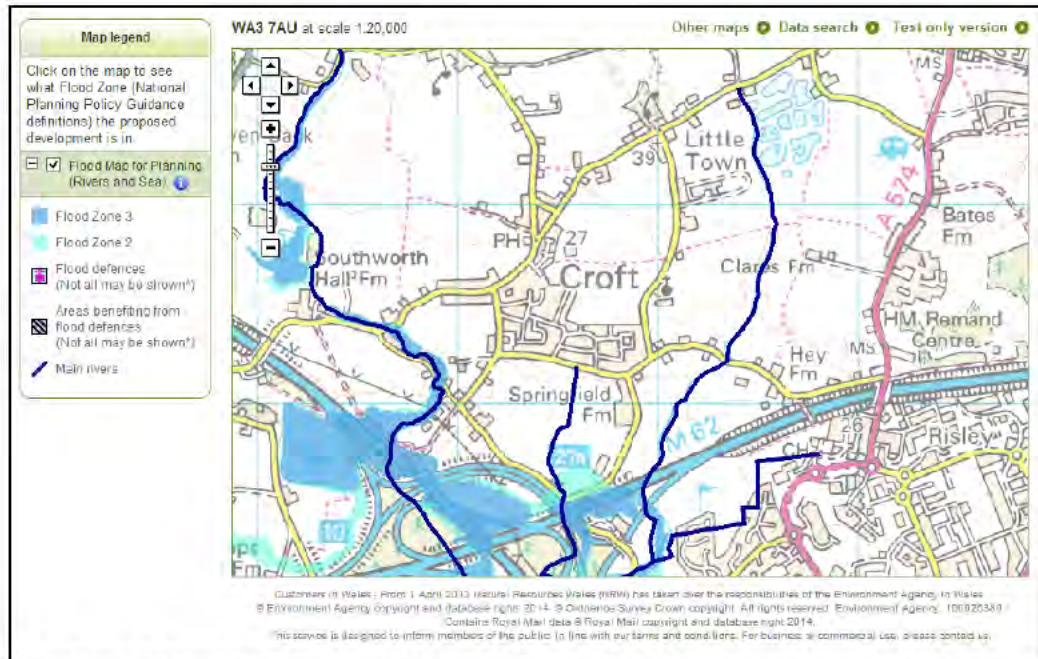 Map legend
Click on the map to see
what Flood Zone (National
Planning Policy Guidance
definitions) the proposed
development is in.
Flood Map for Planning
(Rivers and Sea)
Flood Zone 3
Flood Zone 2
Flood defences
(Not all may be shown*)
Areas benefiting from
flood defences
(Not all may be shown*)
Main rivers
WA3 7AU at scale 1:20,000
Other maps Data search Text only version
MS
Little
Town
39
A 574
Bates
Fm
PH
27
Southworth
Hall Fm
Croft
Clares Fm
HM Remand
Centre
MS
Hey
Fm
Springfield
Fm
M 62
26
CH
Risley
10
Fm
Customers in Wales - From 1 April 2013 Natural Resources Wales (NRW) has taken over the responsibilities of the Environment Agency in Wales
© Environment Agency copyright and database rights 2014. © Ordnance Survey Crown copyright. All rights reserved. Environment Agency, 100026380
Contains Royal Mail data © Royal Mail copyright and database right 2014.
This service is designed to inform members of the public, in line with our terms and conditions. For business or commercial use, please contact us.